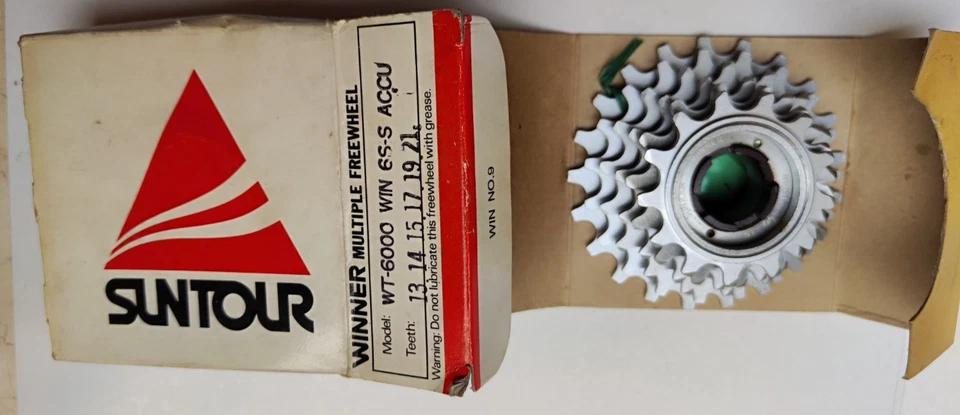 SUNTOUR
WINNER MULTIPLE FREEWHEEL
Model: WT-6000 WIN 6S-S ACCU
Teeth: 13 14 15 17 19 21.
Warning: Do not lubricate this freewheel with grease.
WIN NO.9